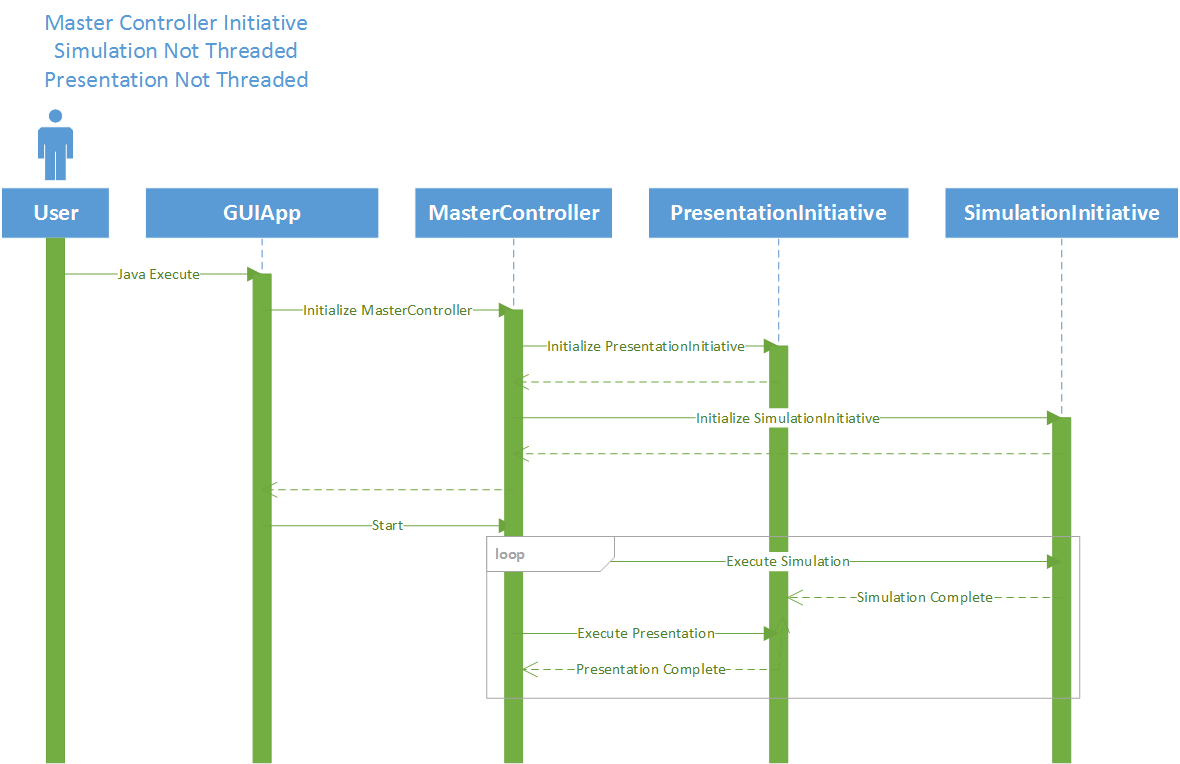 Master Controller Initiative
Simulation Not Threaded
Presentation Not Threaded
User
GUIApp
MasterController
PresentationInitiative
SimulationInitiative
Java Execute
Initialize MasterController
Initialize PresentationInitiative
Initialize SimulationInitiative
Start
loop
Execute Simulation
Simulation Complete
Execute Presentation
Presentation Complete